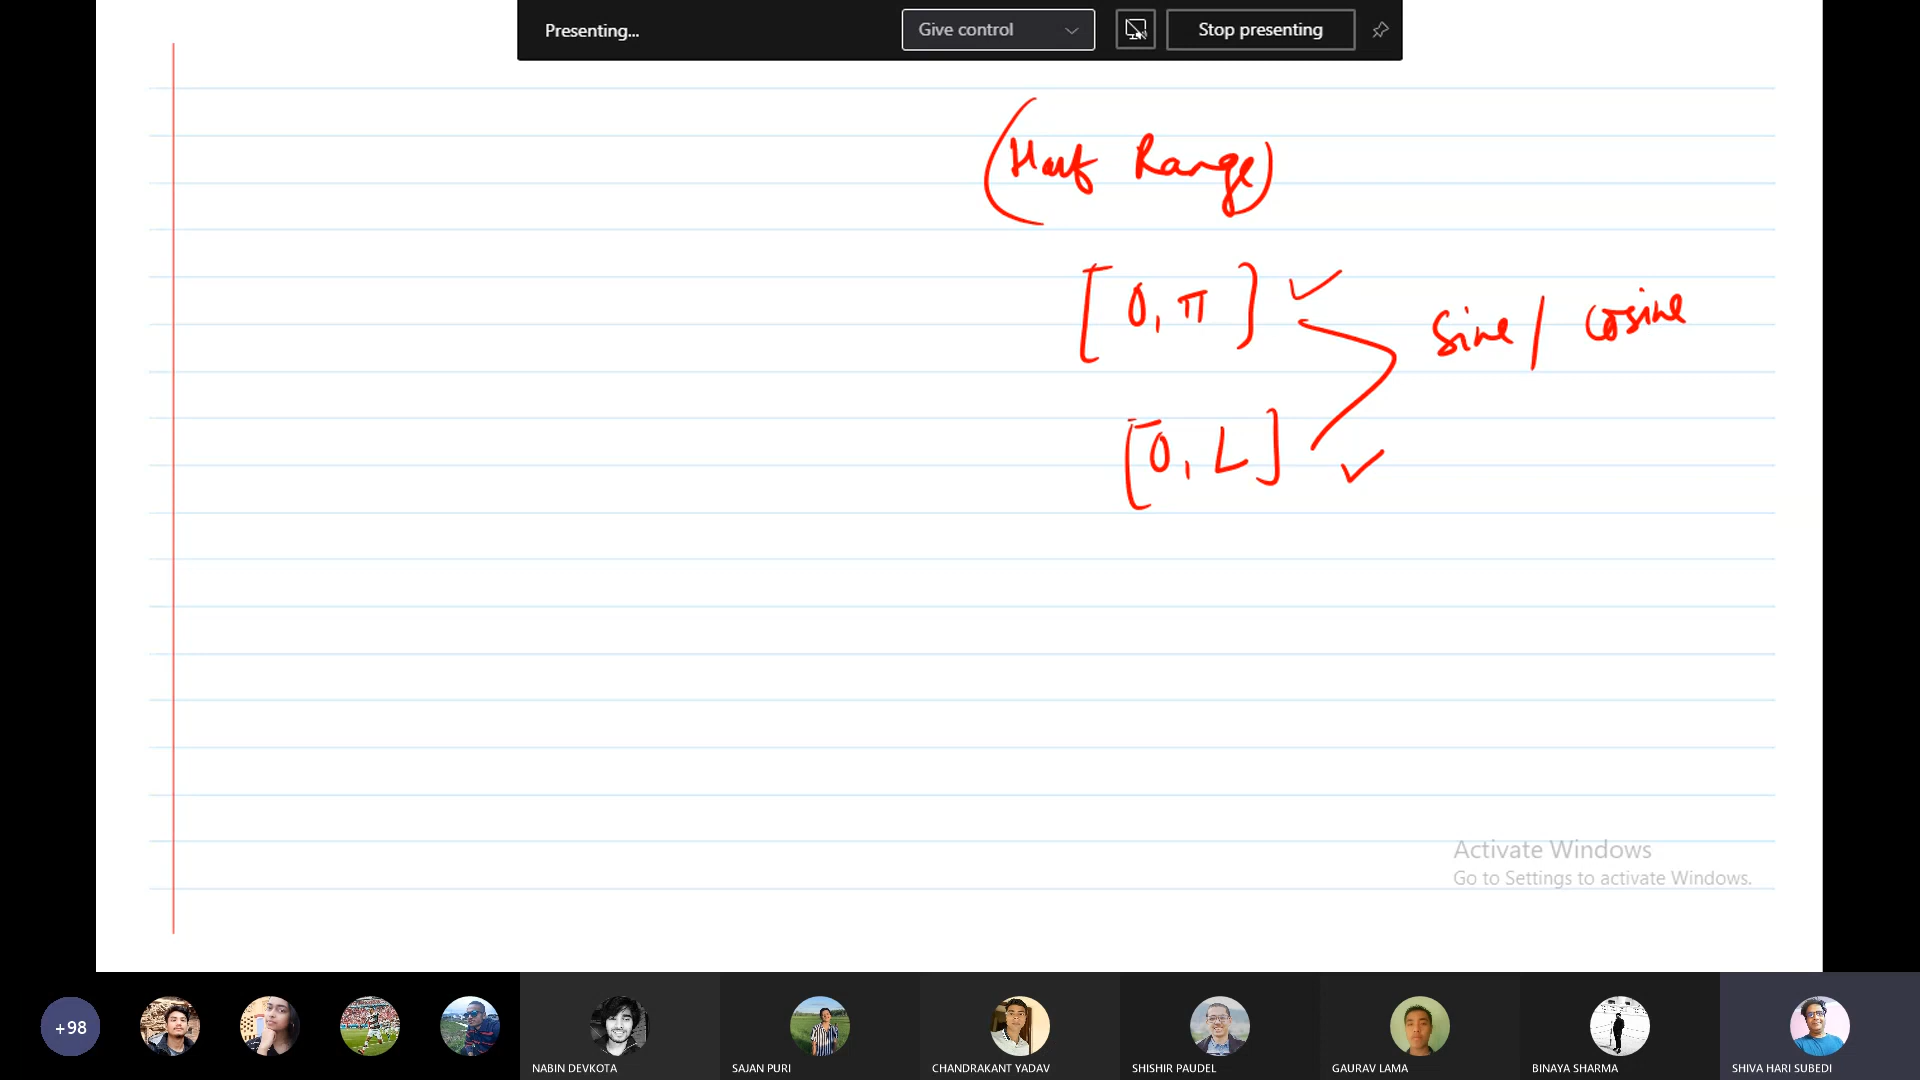 Presenting...
Give control
Stop presenting
(Half Range)
[0, π]
Sine / cosine
[0, L]
Activate Windows
Go to Settings to activate Windows.
+98
NABIN DEVKOTA
SAJAN PURI
CHANDRAKANT YADAV
SHISHIR PAUDEL
GAURAV LAMA
BINAYA SHARMA
SHIVA HARI SUBEDI